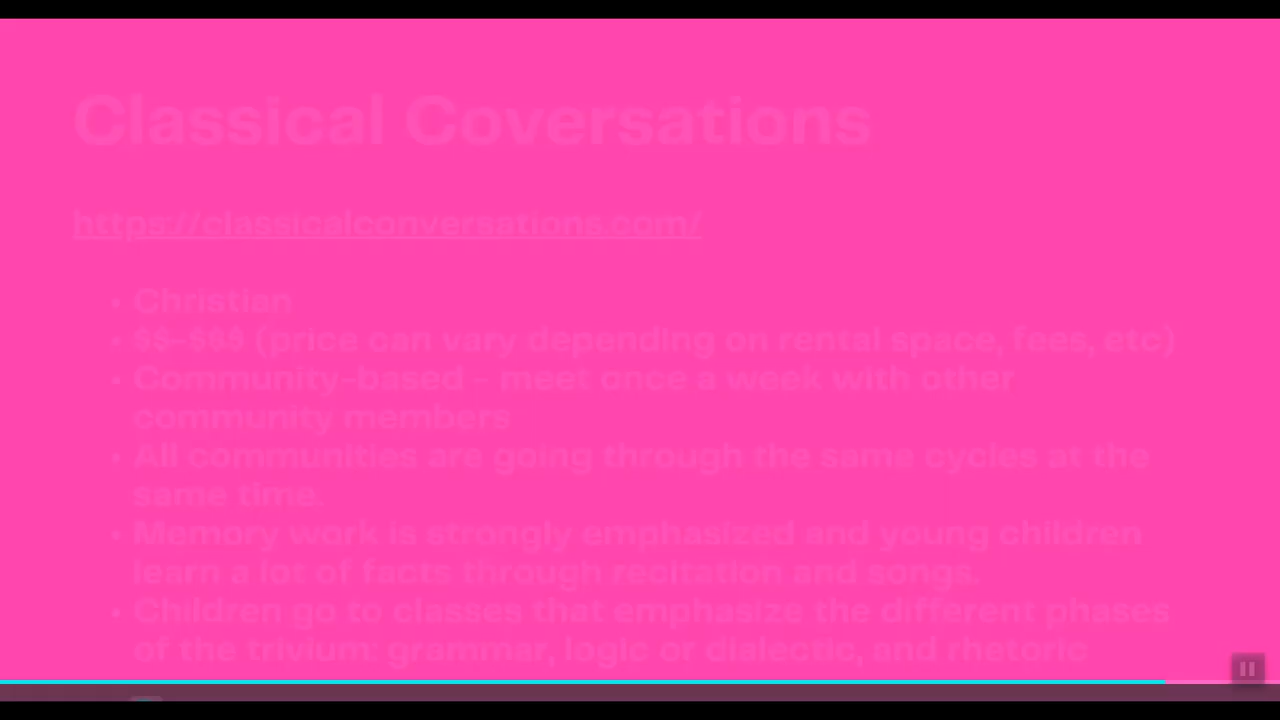 Classical Coversations
https://classicalconversations.com/
• Christian
• $$-$$$ (price can vary depending on rental space, fees, etc)
• Community-based - meet once a week with other
community members
• All communities are going through the same cycles at the
same time.
• Memory work is strongly emphasized and young children
learn a lot of facts through recitation and songs.
• Children go to classes that emphasize the different phases
of the trivium: grammar, logic or dialectic, and rhetoric